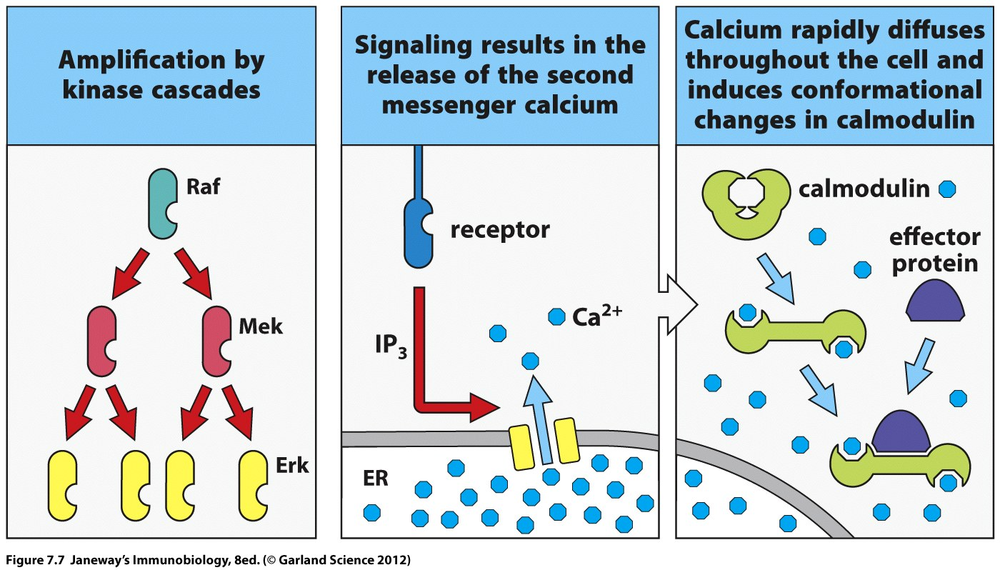 Amplification by
kinase cascades
Raf
Mek
Erk
Signaling results in the
release of the second
messenger calcium
receptor
Ca²⁺
IP₃
ER
Calcium rapidly diffuses
throughout the cell and
induces conformational
changes in calmodulin
calmodulin
effector
protein
Figure 7.7 Janeway’s Immunobiology, 8ed. (© Garland Science 2012)